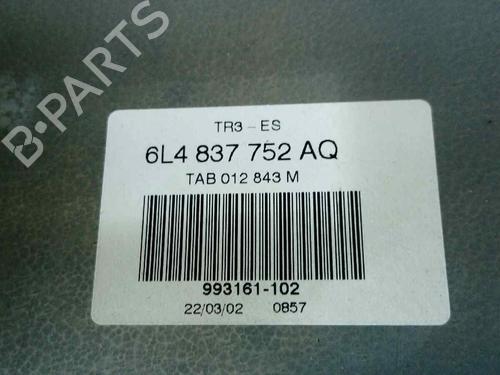 TR3 - ES
6L4 837 752 AQ
TAB 012 843 M
993161-102
22/03/02 0857
B-PARTS